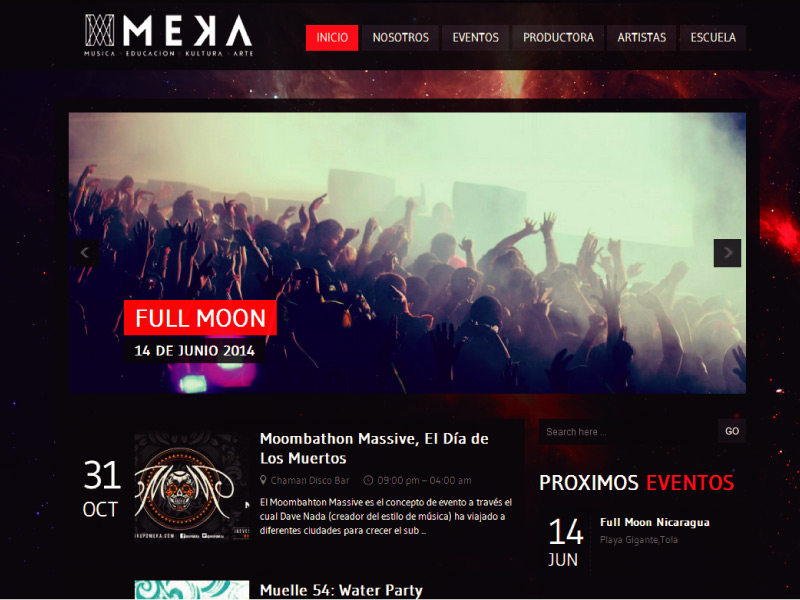 MEKA
MUSICA · EDUCACION · KULTURA · ARTE
INICIO
NOSOTROS
EVENTOS
PRODUCTORA
ARTISTAS
ESCUELA
FULL MOON
14 DE JUNIO 2014
31
OCT
Moombathon Massive, El Día de
Los Muertos
Chaman Disco Bar
09:00 pm – 04:00 am
El Moombahton Massive es el concepto de evento a través el
cual Dave Nada (creador del estilo de música) ha viajado a
diferentes ciudades para crecer el sub ...
Muelle 54: Water Party
Search here ...
GO
PROXIMOS EVENTOS
14
JUN
Full Moon Nicaragua
Playa Gigante,Tola